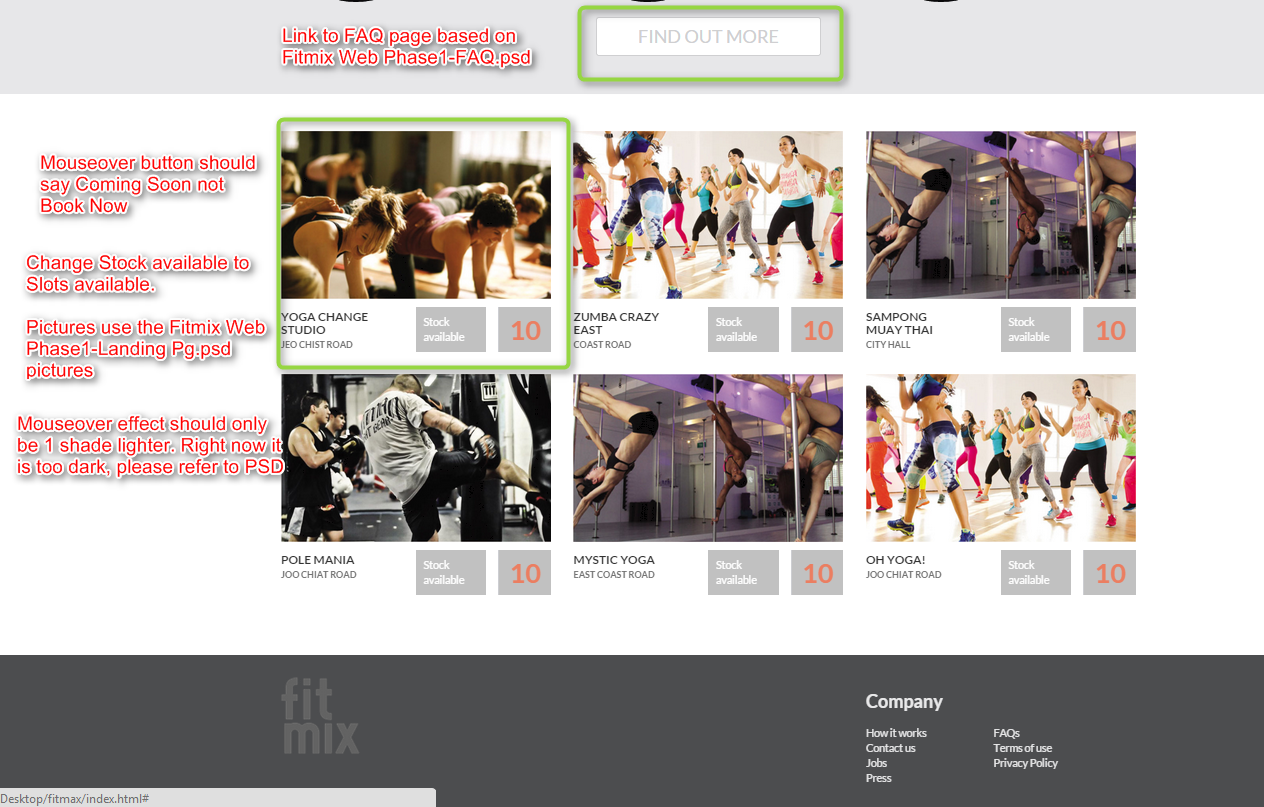 Link to FAQ page based on
Fitmix Web Phase1-FAQ.psd
FIND OUT MORE
Mouseover button should
say Coming Soon not
Book Now
Change Stock available to
Slots available.
Pictures use the Fitmix Web
Phase1-Landing Pg.psd
pictures
Mouseover effect should only
be 1 shade lighter. Right now it
is too dark, please refer to PSD
YOGA CHANGE
STUDIO
JEO CHIST ROAD
Stock
available
10
ZUMBA CRAZY
EAST
COAST ROAD
Stock
available
10
SAMPONG
MUAY THAI
CITY HALL
Stock
available
10
POLE MANIA
JOO CHIAT ROAD
Stock
available
10
MYSTIC YOGA
EAST COAST ROAD
Stock
available
10
OH YOGA!
JOO CHIAT ROAD
Stock
available
10
fit
mix
Company
How it works
Contact us
Jobs
Press
FAQs
Terms of use
Privacy Policy
Desktop/fitmax/index.html#